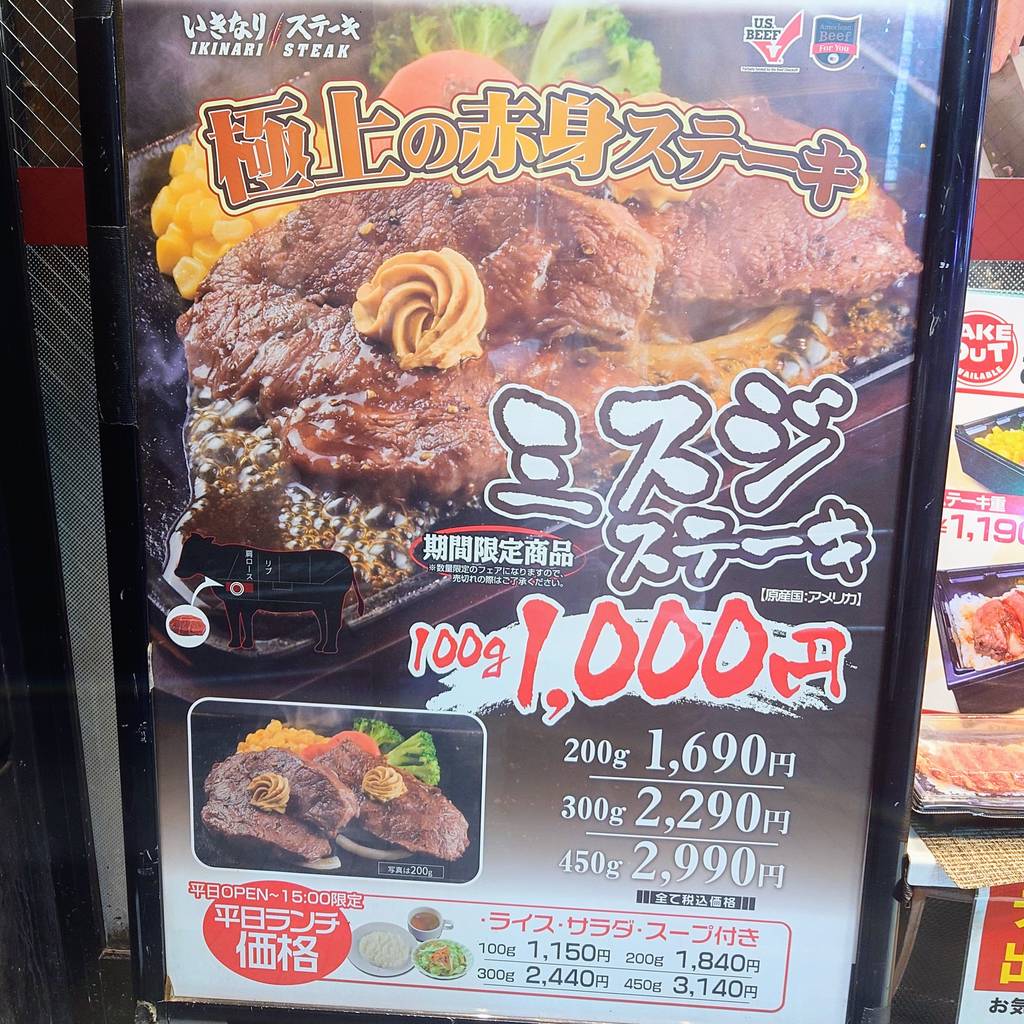 いきなりステーキ
IKINARI STEAK
U.S. BEEF
American Beef For You
極上の赤身ステーキ
ミスジ
ステーキ
期間限定商品
※数量限定のフェアになりますので、
売切れの際はご了承ください。
【原産国:アメリカ】
肩ロース
リブ
100g 1,000円
200g 1,690円
300g 2,290円
450g 2,990円
全て税込価格
写真は200g
平日OPEN~15:00限定
平日ランチ
価格
・ライス・サラダ・スープ付き
100g 1,150円 200g 1,840円
300g 2,440円 450g 3,140円
AKE
OUT
AILABLE
テーキ重
¥1,190
お気